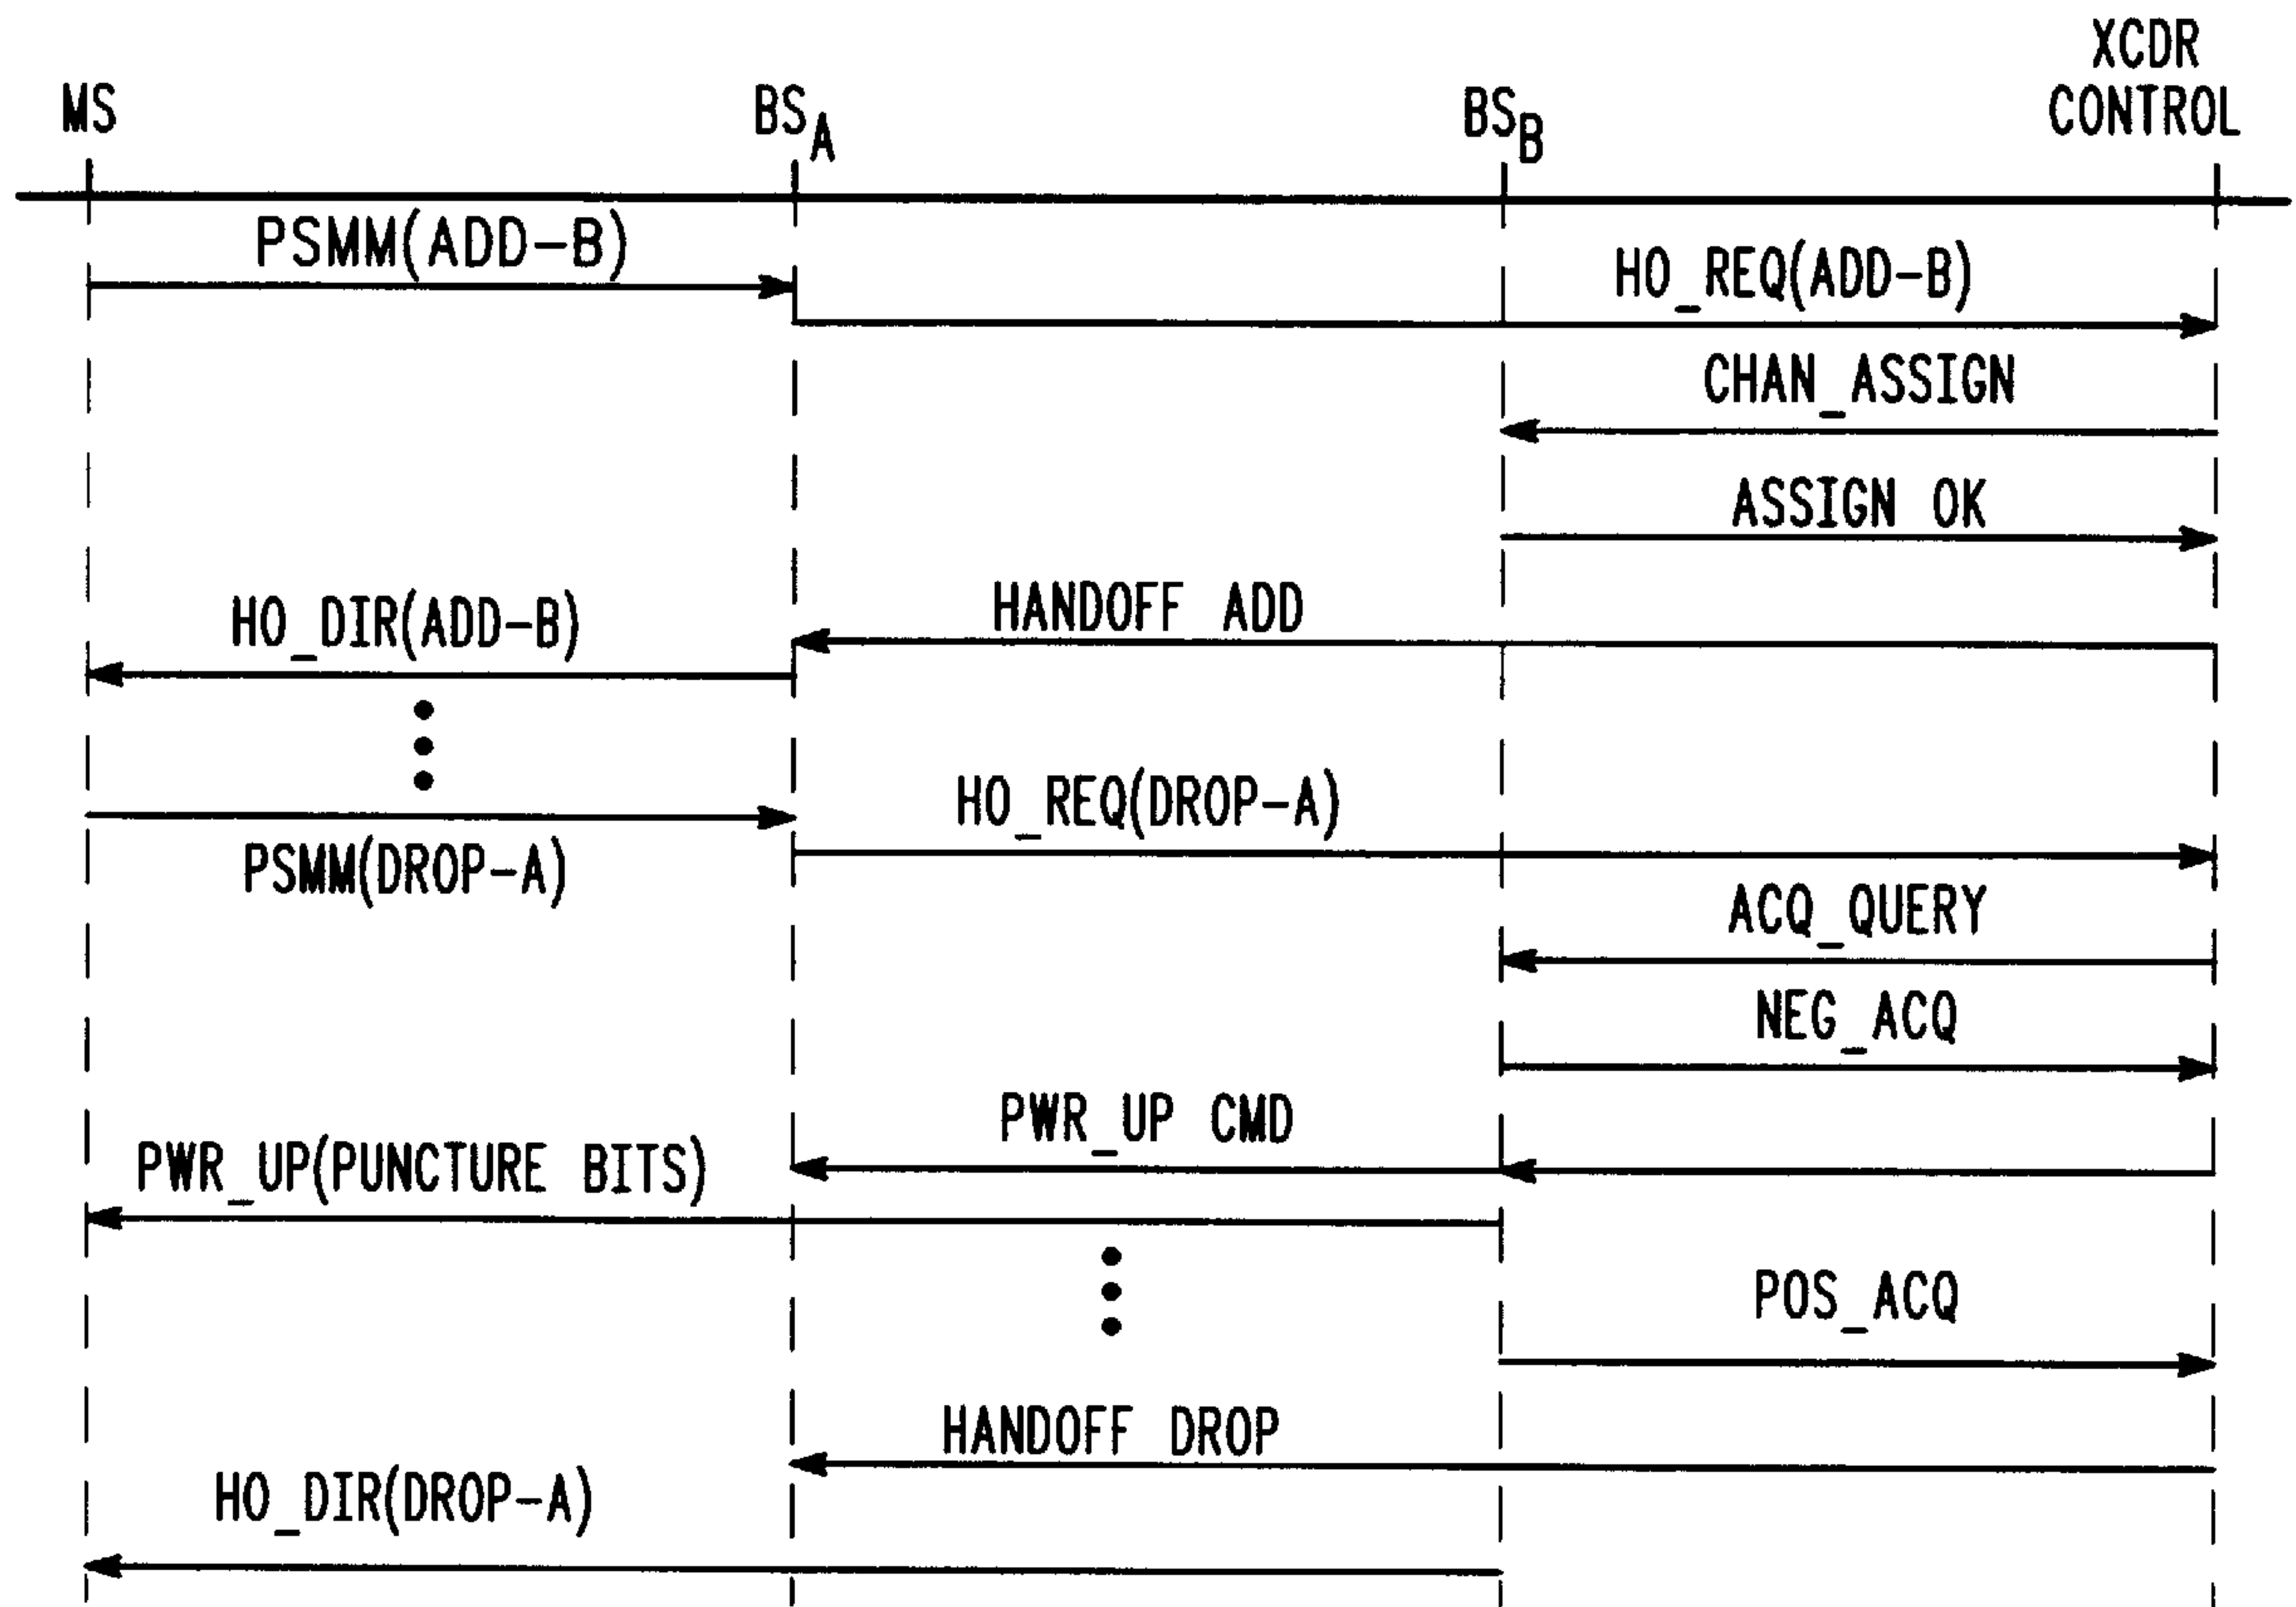 MS
BSA
BSB
XCDR
CONTROL
PSMM(ADD-B)
HO_REQ(ADD-B)
CHAN_ASSIGN
ASSIGN OK
HANDOFF ADD
HO_DIR(ADD-B)
HO_REQ(DROP-A)
PSMM(DROP-A)
ACQ_QUERY
NEG_ACQ
PWR_UP CMD
PWR_UP(PUNCTURE BITS)
POS_ACQ
HANDOFF DROP
HO_DIR(DROP-A)